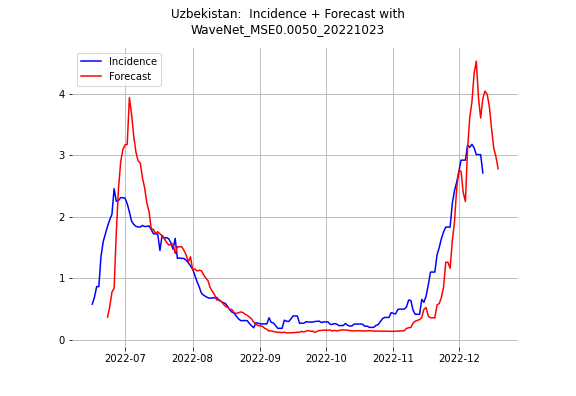 Uzbekistan:  Incidence + Forecast with
WaveNet_MSE0.0050_20221023
Incidence
Forecast
4
3
2
1
0
2022-07 2022-08 2022-09 2022-10 2022-11 2022-12